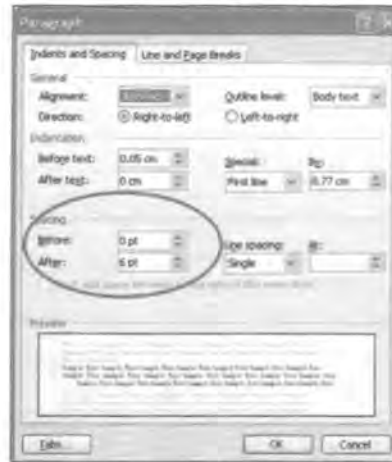 Paragraph
Indents and Spacing Line and Page Breaks
General
Alignment: Outline level: Body text
Direction: Right-to-left Left-to-right
Indentation
Before text: 0.05 cm Special: By:
After text: 0 cm First line 0.77 cm
Spacing
Before: 0 pt Line spacing: At:
After: 6 pt Single
Preview
Tabs... OK Cancel